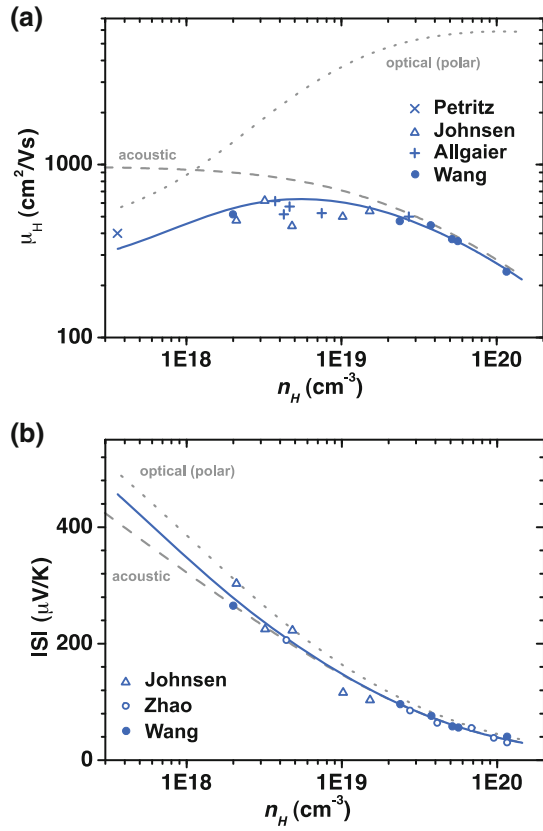 (a)
optical (polar)
Petritz
acoustic
Johnsen
Allgaier
Wang
1000
100
μH (cm²/Vs)
1E18
1E19
1E20
nH (cm⁻³)
(b)
optical (polar)
400
acoustic
200
0
ISI (μV/K)
Johnsen
Zhao
Wang
1E18
1E19
1E20
nH (cm⁻³)